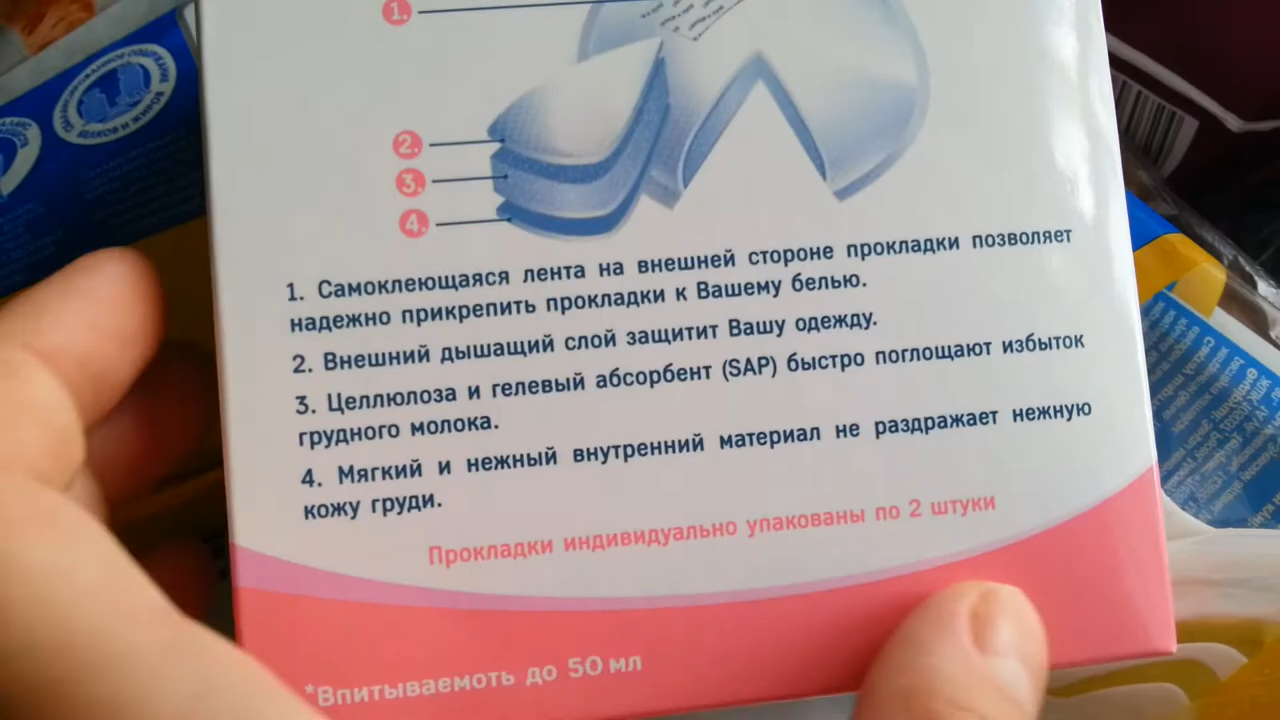 1.
2.
3.
4.
1. Самоклеющаяся лента на внешней стороне прокладки позволяет
надежно прикрепить прокладки к Вашему белью.
2. Внешний дышащий слой защитит Вашу одежду.
3. Целлюлоза и гелевый абсорбент (SAP) быстро поглощают избыток
грудного молока.
4. Мягкий и нежный внутренний материал не раздражает нежную
кожу груди.
Прокладки индивидуально упакованы по 2 штуки
*Впитываемоть до 50 мл